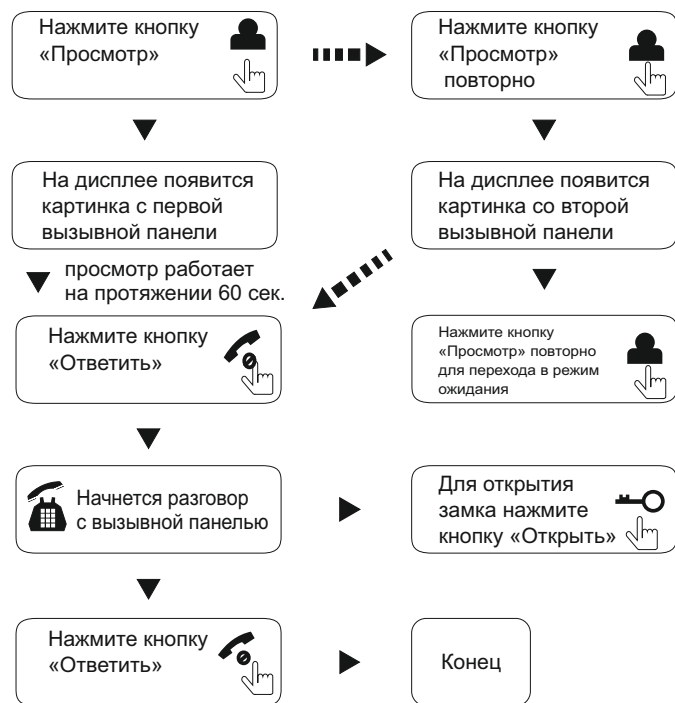 Нажмите кнопку
«Просмотр»
Нажмите кнопку
«Просмотр»
повторно
На дисплее появится
картинка с первой
вызывной панели
На дисплее появится
картинка со второй
вызывной панели
просмотр работает
на протяжении 60 сек.
Нажмите кнопку
«Ответить»
Нажмите кнопку
«Просмотр» повторно
для перехода в режим
ожидания
Начнется разговор
с вызывной панелью
Для открытия
замка нажмите
кнопку «Открыть»
Нажмите кнопку
«Ответить»
Конец